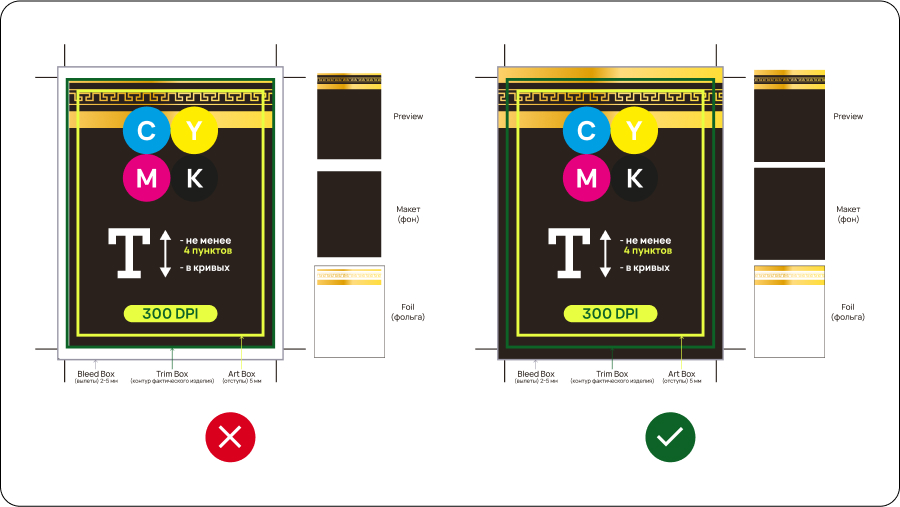 C Y
M K
T
- не менее
4 пунктов
- в кривых
300 DPI
Bleed Box
(вылеты) 2-5 мм
Trim Box
(контур фактического изделия)
Art Box
(отступы) 5 мм
Preview
Макет
(фон)
Foil
(фольга)
C Y
M K
T
- не менее
4 пунктов
- в кривых
300 DPI
Bleed Box
(вылеты) 2-5 мм
Trim Box
(контур фактического изделия)
Art Box
(отступы) 5 мм
Preview
Макет
(фон)
Foil
(фольга)